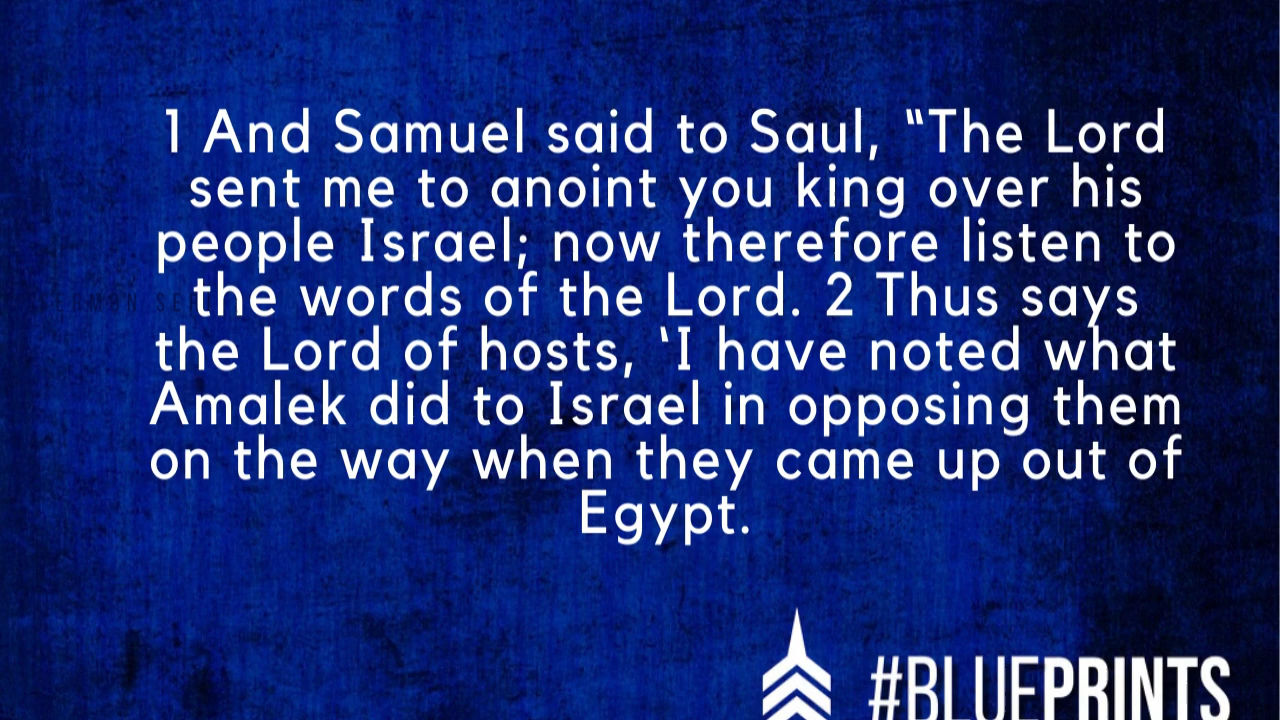 1 And Samuel said to Saul, “The Lord
sent me to anoint you king over his
people Israel; now therefore listen to
the words of the Lord. 2 Thus says
the Lord of hosts, ‘I have noted what
Amalek did to Israel in opposing them
on the way when they came up out of
Egypt.
#BLUEPRINTS